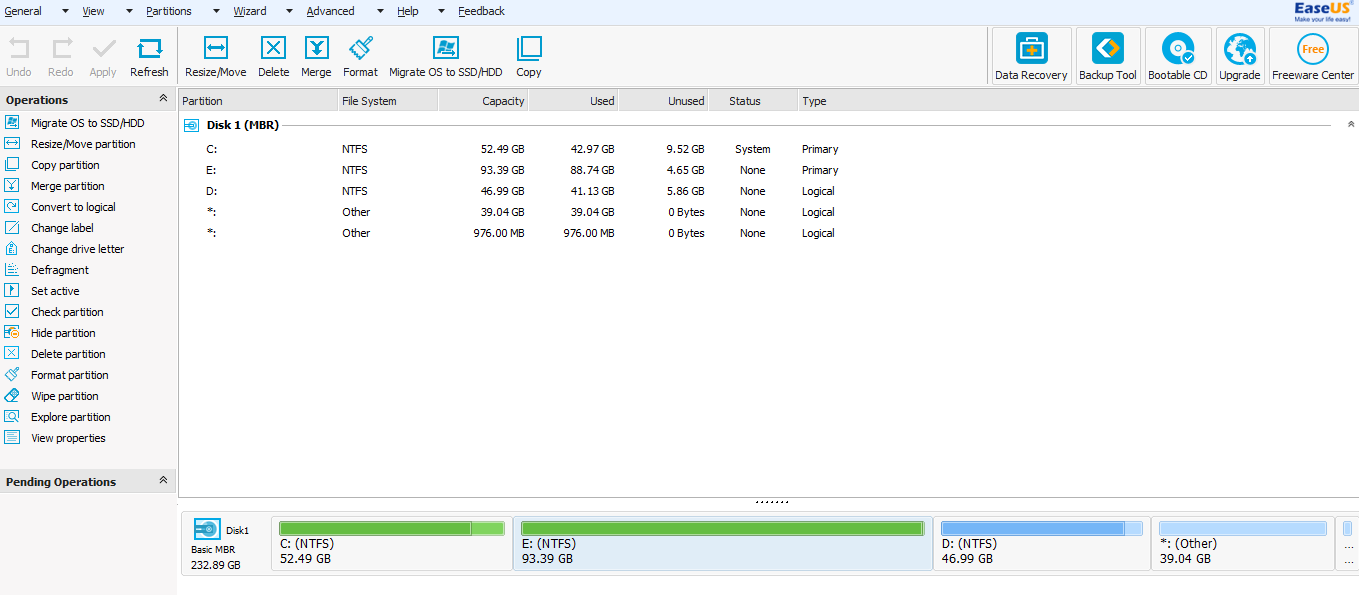 General View Partitions Wizard Advanced Help Feedback
EaseUS®
Make your life easy!
Undo Redo Apply Refresh Resize/Move Delete Merge Format Migrate OS to SSD/HDD Copy Data Recovery Backup Tool Bootable CD Upgrade Free Freeware Center
Operations
Migrate OS to SSD/HDD
Resize/Move partition
Copy partition
Merge partition
Convert to logical
Change label
Change drive letter
Defragment
Set active
Check partition
Hide partition
Delete partition
Format partition
Wipe partition
Explore partition
View properties
Pending Operations
Partition File System Capacity Used Unused Status Type
Disk 1 (MBR)
C: NTFS 52.49 GB 42.97 GB 9.52 GB System Primary
E: NTFS 93.39 GB 88.74 GB 4.65 GB None Primary
D: NTFS 46.99 GB 41.13 GB 5.86 GB None Logical
*: Other 39.04 GB 39.04 GB 0 Bytes None Logical
*: Other 976.00 MB 976.00 MB 0 Bytes None Logical
Disk1
Basic MBR
232.89 GB
C: (NTFS)
52.49 GB
E: (NTFS)
93.39 GB
D: (NTFS)
46.99 GB
*: (Other)
39.04 GB
...
...